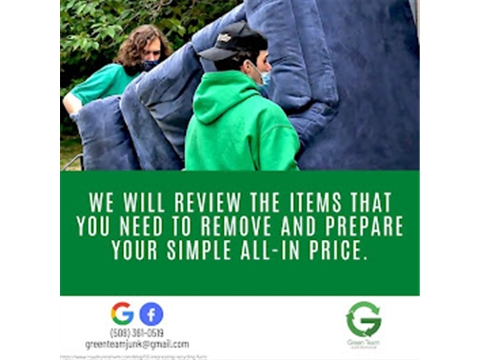 WE WILL REVIEW THE ITEMS THAT
YOU NEED TO REMOVE AND PREPARE
YOUR SIMPLE ALL-IN PRICE.
(508) 361-0519
greenteamjunk@gmail.com
Green Team